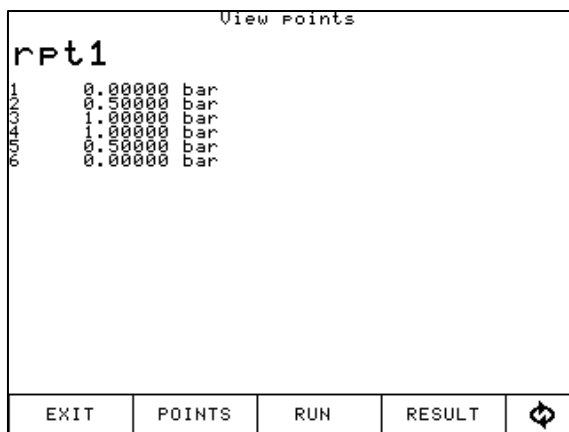 View points
rpt1
1 0.00000 bar
2 0.50000 bar
3 1.00000 bar
4 1.00000 bar
5 0.50000 bar
6 0.00000 bar
EXIT POINTS RUN RESULT